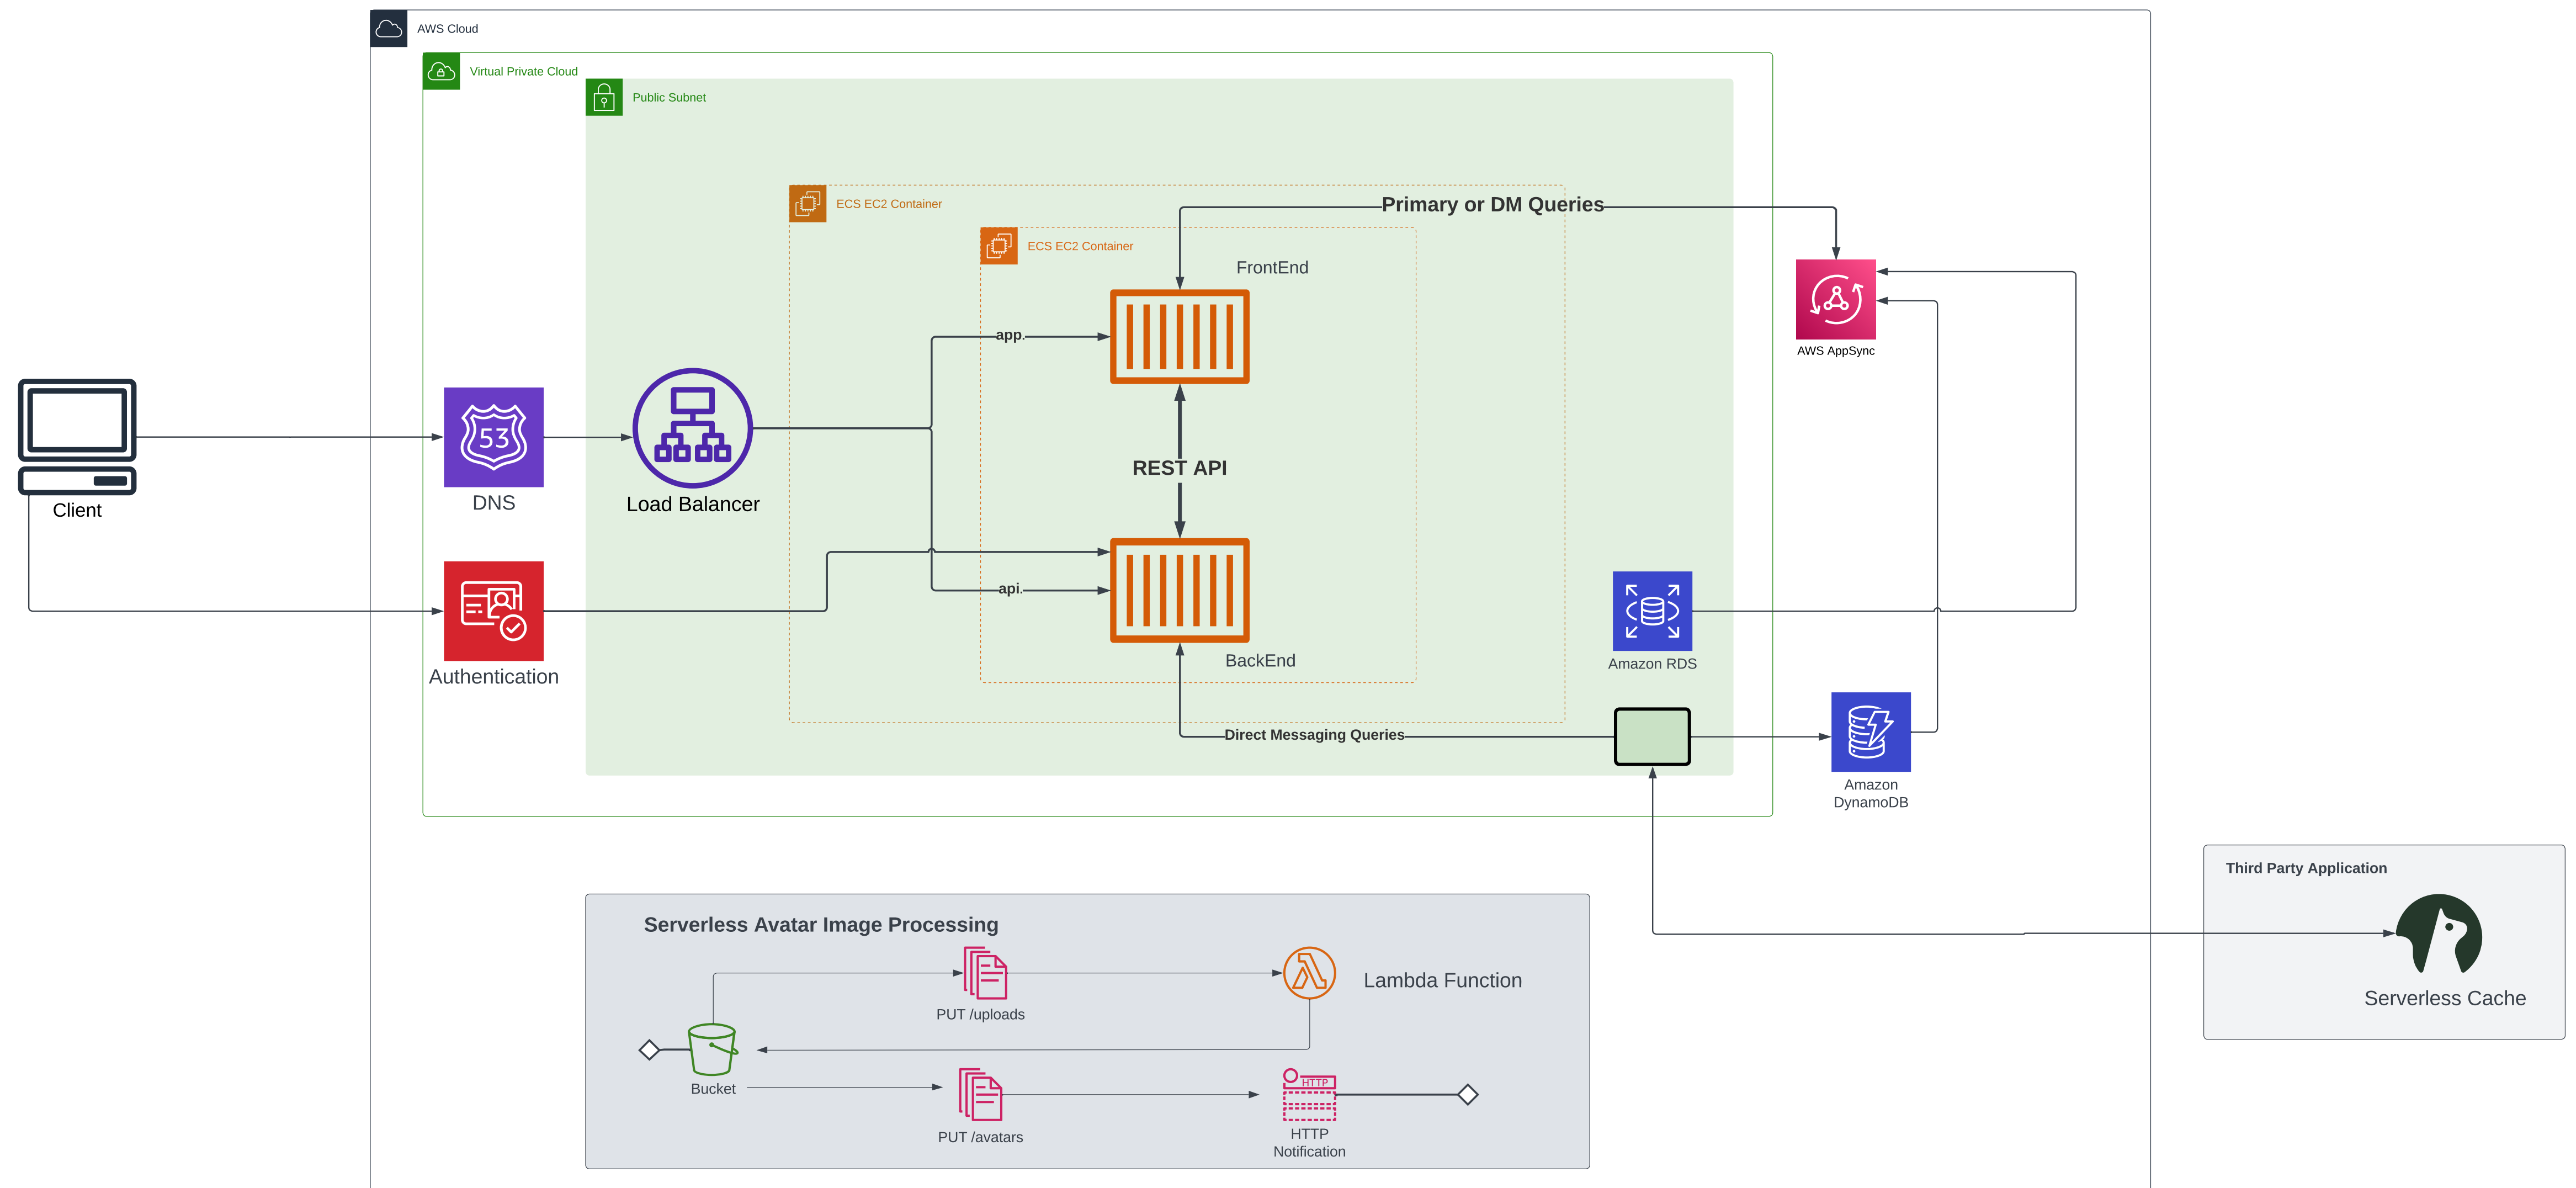 AWS Cloud
Virtual Private Cloud
Public Subnet
ECS EC2 Container
Primary or DM Queries
ECS EC2 Container
FrontEnd
app.
AWS AppSync
53
REST API
DNS
Load Balancer
Client
api.
BackEnd
Amazon RDS
Authentication
Direct Messaging Queries
Amazon
DynamoDB
Third Party Application
Serverless Cache
Serverless Avatar Image Processing
Lambda Function
PUT /uploads
Bucket
HTTP
PUT /avatars
HTTP
Notification